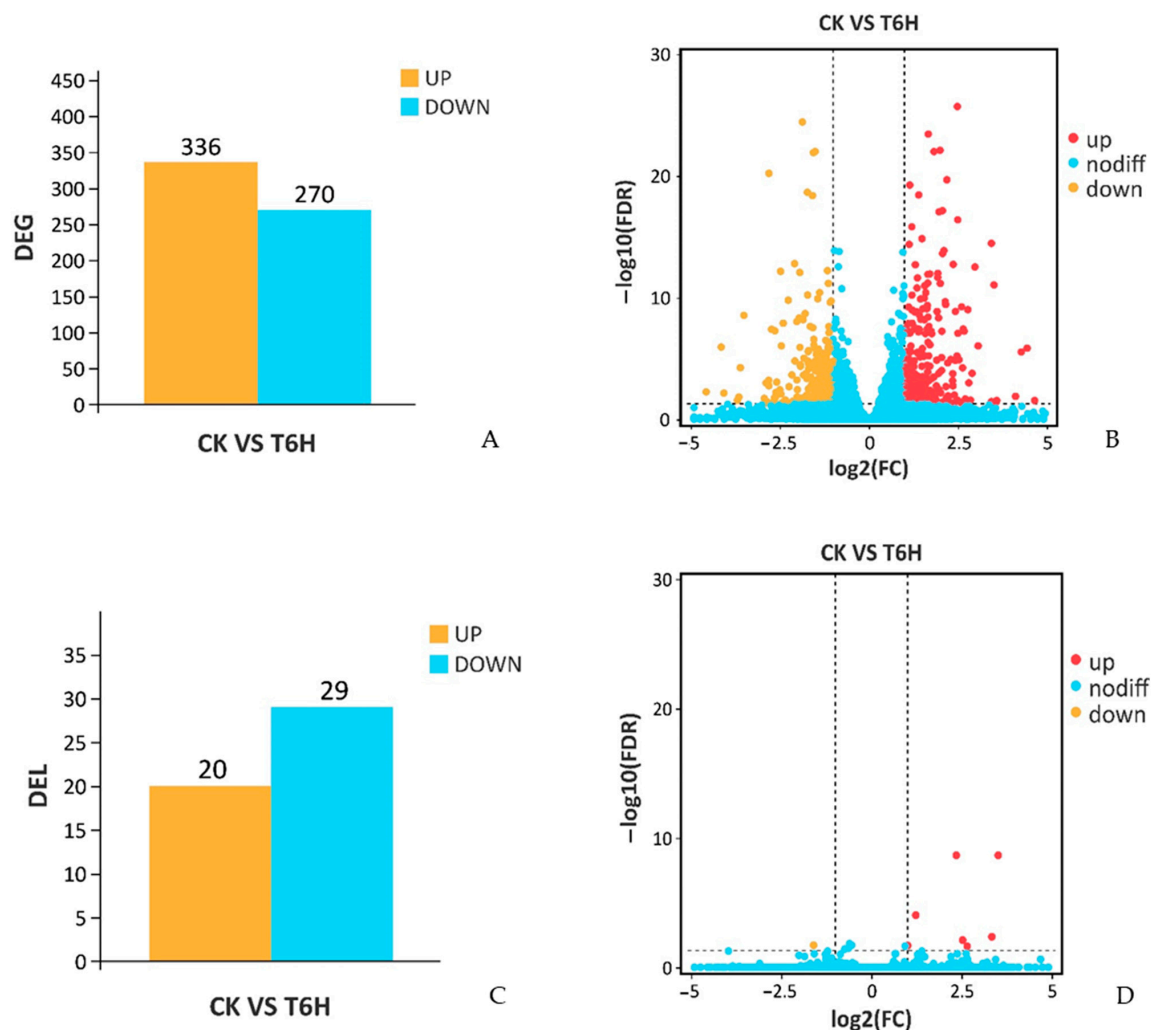 450
400
350
300
250
200
150
100
50
0
DEG
336
270
UP
DOWN
CK VS T6H
A
CK VS T6H
30
20
10
0
−log10(FDR)
−5
−2.5
0
2.5
5
log2(FC)
up
nodiff
down
B
35
30
25
20
15
10
5
0
DEL
20
29
UP
DOWN
CK VS T6H
C
CK VS T6H
30
20
10
0
−log10(FDR)
−5
−2.5
0
2.5
5
log2(FC)
up
nodiff
down
D